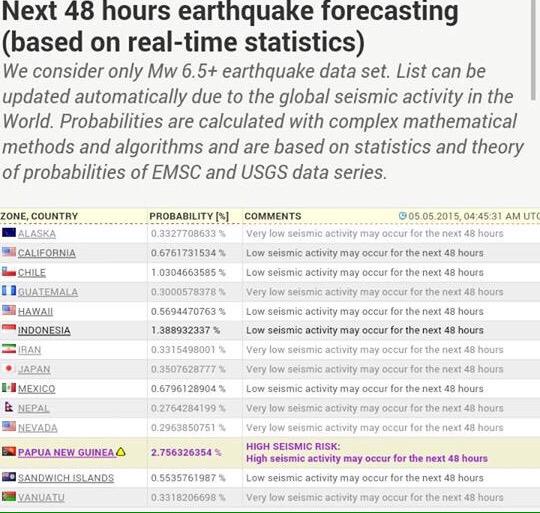 Next 48 hours earthquake forecasting
(based on real-time statistics)
We consider only Mw 6.5+ earthquake data set. List can be
updated automatically due to the global seismic activity in the
World. Probabilities are calculated with complex mathematical
methods and algorithms and are based on statistics and theory
of probabilities of EMSC and USGS data series.
ZONE, COUNTRY PROBABILITY [%] COMMENTS 05.05.2015, 04:45:31 AM UTC
ALASKA 0.3327708633 % Very low seismic activity may occur for the next 48 hours
CALIFORNIA 0.6761731534 % Low seismic activity may occur for the next 48 hours
CHILE 1.0304663585 % Low seismic activity may occur for the next 48 hours
GUATEMALA 0.3000578378 % Very low seismic activity may occur for the next 48 hours
HAWAII 0.5694470763 % Low seismic activity may occur for the next 48 hours
INDONESIA 1.388932337 % Low seismic activity may occur for the next 48 hours
IRAN 0.3315498001 % Very low seismic activity may occur for the next 48 hours
JAPAN 0.3507628777 % Very low seismic activity may occur for the next 48 hours
MEXICO 0.6796128904 % Low seismic activity may occur for the next 48 hours
NEPAL 0.2764284199 % Very low seismic activity may occur for the next 48 hours
NEVADA 0.2963850751 % Very low seismic activity may occur for the next 48 hours
PAPUA NEW GUINEA 2.756326354 % HIGH SEISMIC RISK:
High seismic activity may occur for the next 48 hours
SANDWICH ISLANDS 0.5535761987 % Low seismic activity may occur for the next 48 hours
VANUATU 0.3318206698 % Very low seismic activity may occur for the next 48 hours